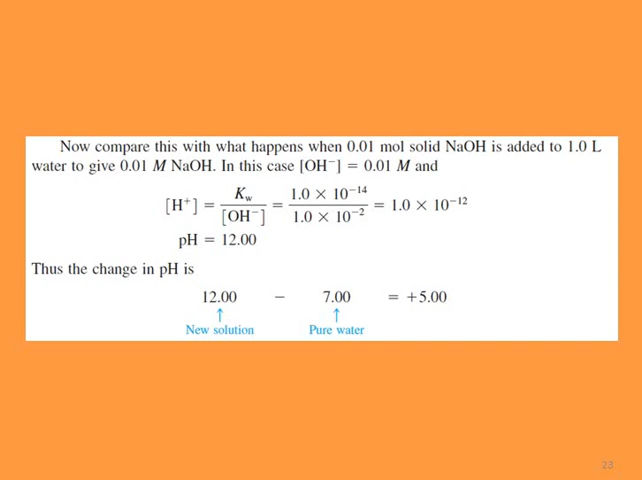 Now compare this with what happens when 0.01 mol solid NaOH is added to 1.0 L
water to give 0.01 M NaOH. In this case [OH⁻] = 0.01 M and
[H⁺] = K_w / [OH⁻] = 1.0 × 10⁻¹⁴ / 1.0 × 10⁻² = 1.0 × 10⁻¹²
pH = 12.00
Thus the change in pH is
12.00 − 7.00 = +5.00
↑ ↑
New solution Pure water
23